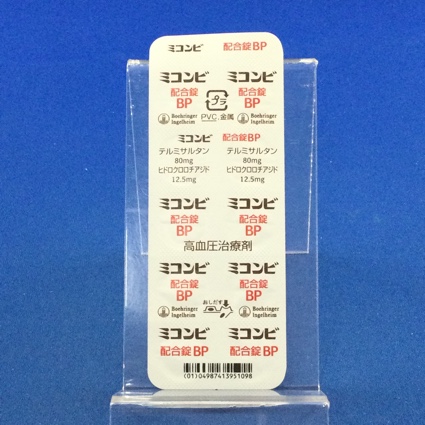 ミコンビ 配合錠BP
ミコンビ ミコンビ
配合錠 配合錠
BP BP
プラ
PVC, 金属
Boehringer Ingelheim Boehringer Ingelheim
ミコンビ 配合錠BP
テルミサルタン テルミサルタン
80mg 80mg
ヒドロクロロチアジド ヒドロクロロチアジド
12.5mg 12.5mg
ミコンビ ミコンビ
配合錠 配合錠
BP BP
高血圧治療剤
ミコンビ ミコンビ
配合錠 配合錠
BP BP
おしだす
Boehringer Ingelheim Boehringer Ingelheim
ミコンビ ミコンビ
配合錠BP 配合錠BP
(01)04987413951098